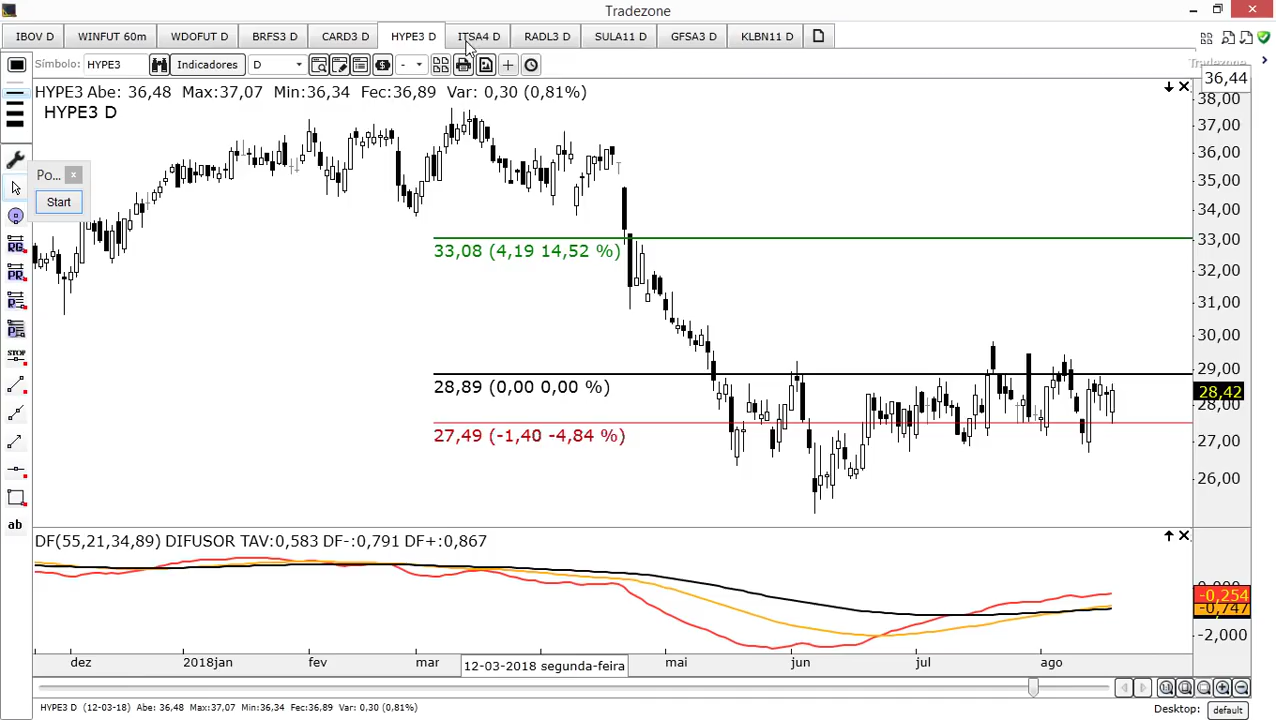 Tradezone
IBOV D
WINFUT 60m
WDOFUT D
BRFS3 D
CARD3 D
HYPE3 D
ITSA4 D
RADL3 D
SULA11 D
GFSA3 D
KLBN11 D
Símbolo:
HYPE3
Indicadores
D
-
Tradezone
36,44
HYPE3 Abe: 36,48 Max:37,07 Min:36,34 Fec:36,89 Var: 0,30 (0,81%)
HYPE3 D
38,00
37,00
36,00
35,00
34,00
33,00
32,00
31,00
30,00
29,00
28,42
28,00
27,00
26,00
Po...
Start
RB
PR
R
P
STOP
ab
33,08 (4,19 14,52 %)
28,89 (0,00 0,00 %)
27,49 (-1,40 -4,84 %)
DF(55,21,34,89) DIFUSOR TAV:0,583 DF-:0,791 DF+:0,867
-0,254
-0,747
-2,000
dez
2018jan
fev
mar
12-03-2018 segunda-feira
mai
jun
jul
ago
HYPE3 D (12-03-18) Abe: 36,48 Max:37,07 Min:36,34 Fec:36,89 Var: 0,30 (0,81%)
Desktop:
default